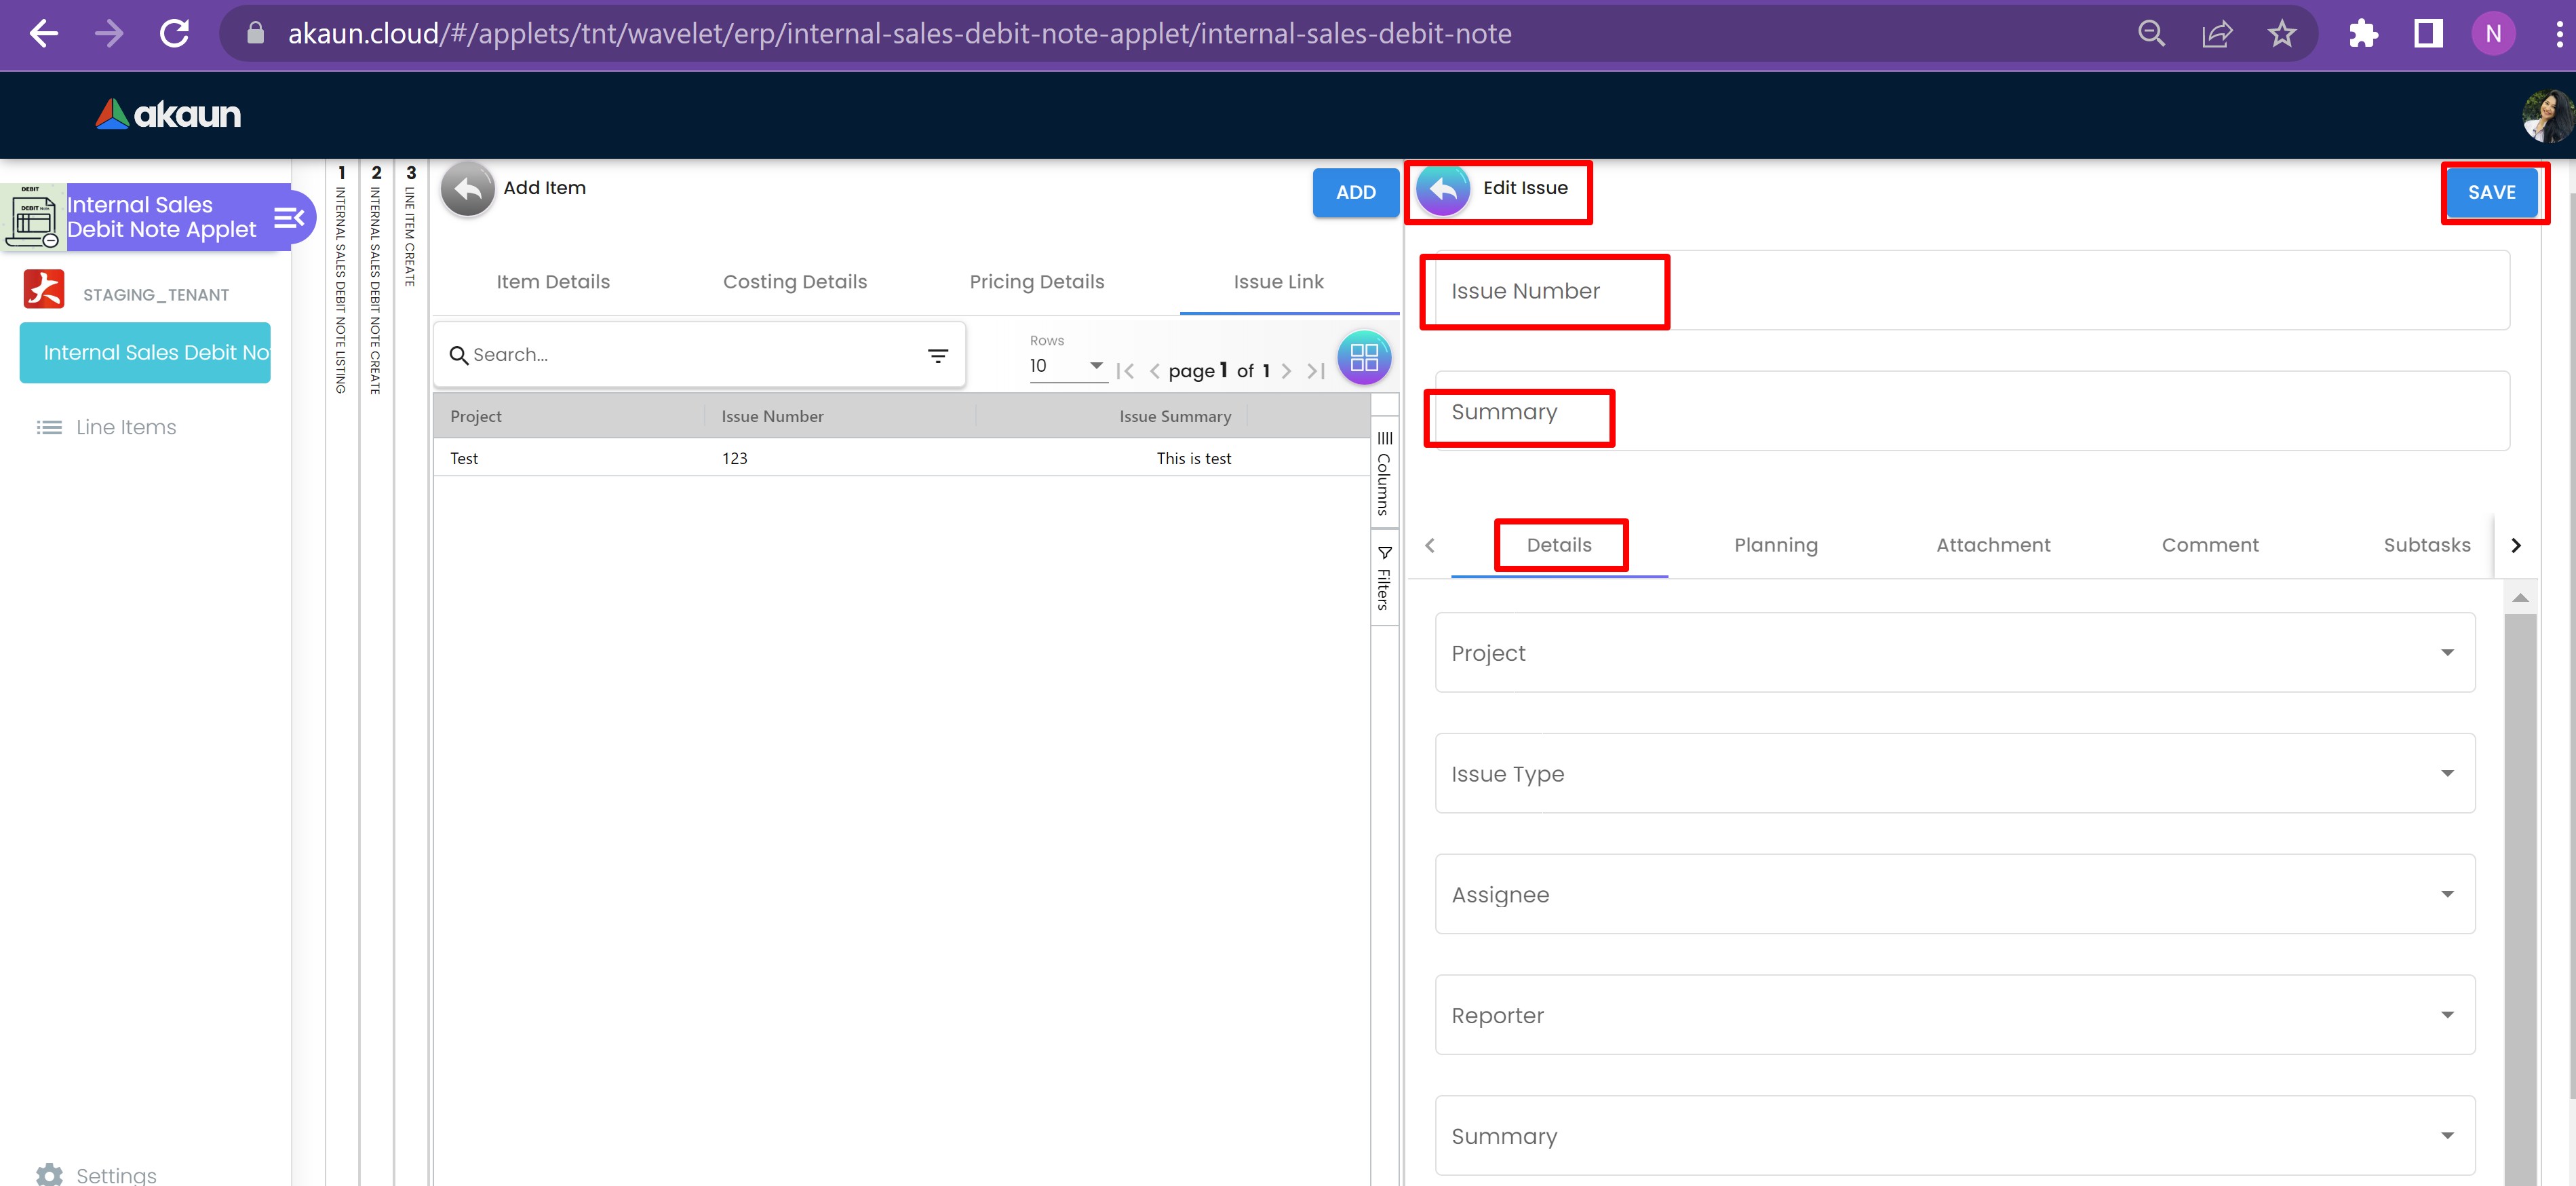 akaun.cloud/#/applets/tnt/wavelet/erp/internal-sales-debit-note-applet/internal-sales-debit-note
N
akaun
DEBIT
Internal Sales
Debit Note Applet
STAGING_TENANT
Internal Sales Debit No
Line Items
Settings
1 INTERNAL SALES DEBIT NOTE LISTING
2 INTERNAL SALES DEBIT NOTE CREATE
3 LINE ITEM CREATE
Add Item
ADD
Item Details Costing Details Pricing Details Issue Link
Search...
Rows
10
page 1 of 1
Project Issue Number Issue Summary
Test 123 This is test
Columns
Filters
Edit Issue
SAVE
Issue Number
Summary
Details Planning Attachment Comment Subtasks
Project
Issue Type
Assignee
Reporter
Summary